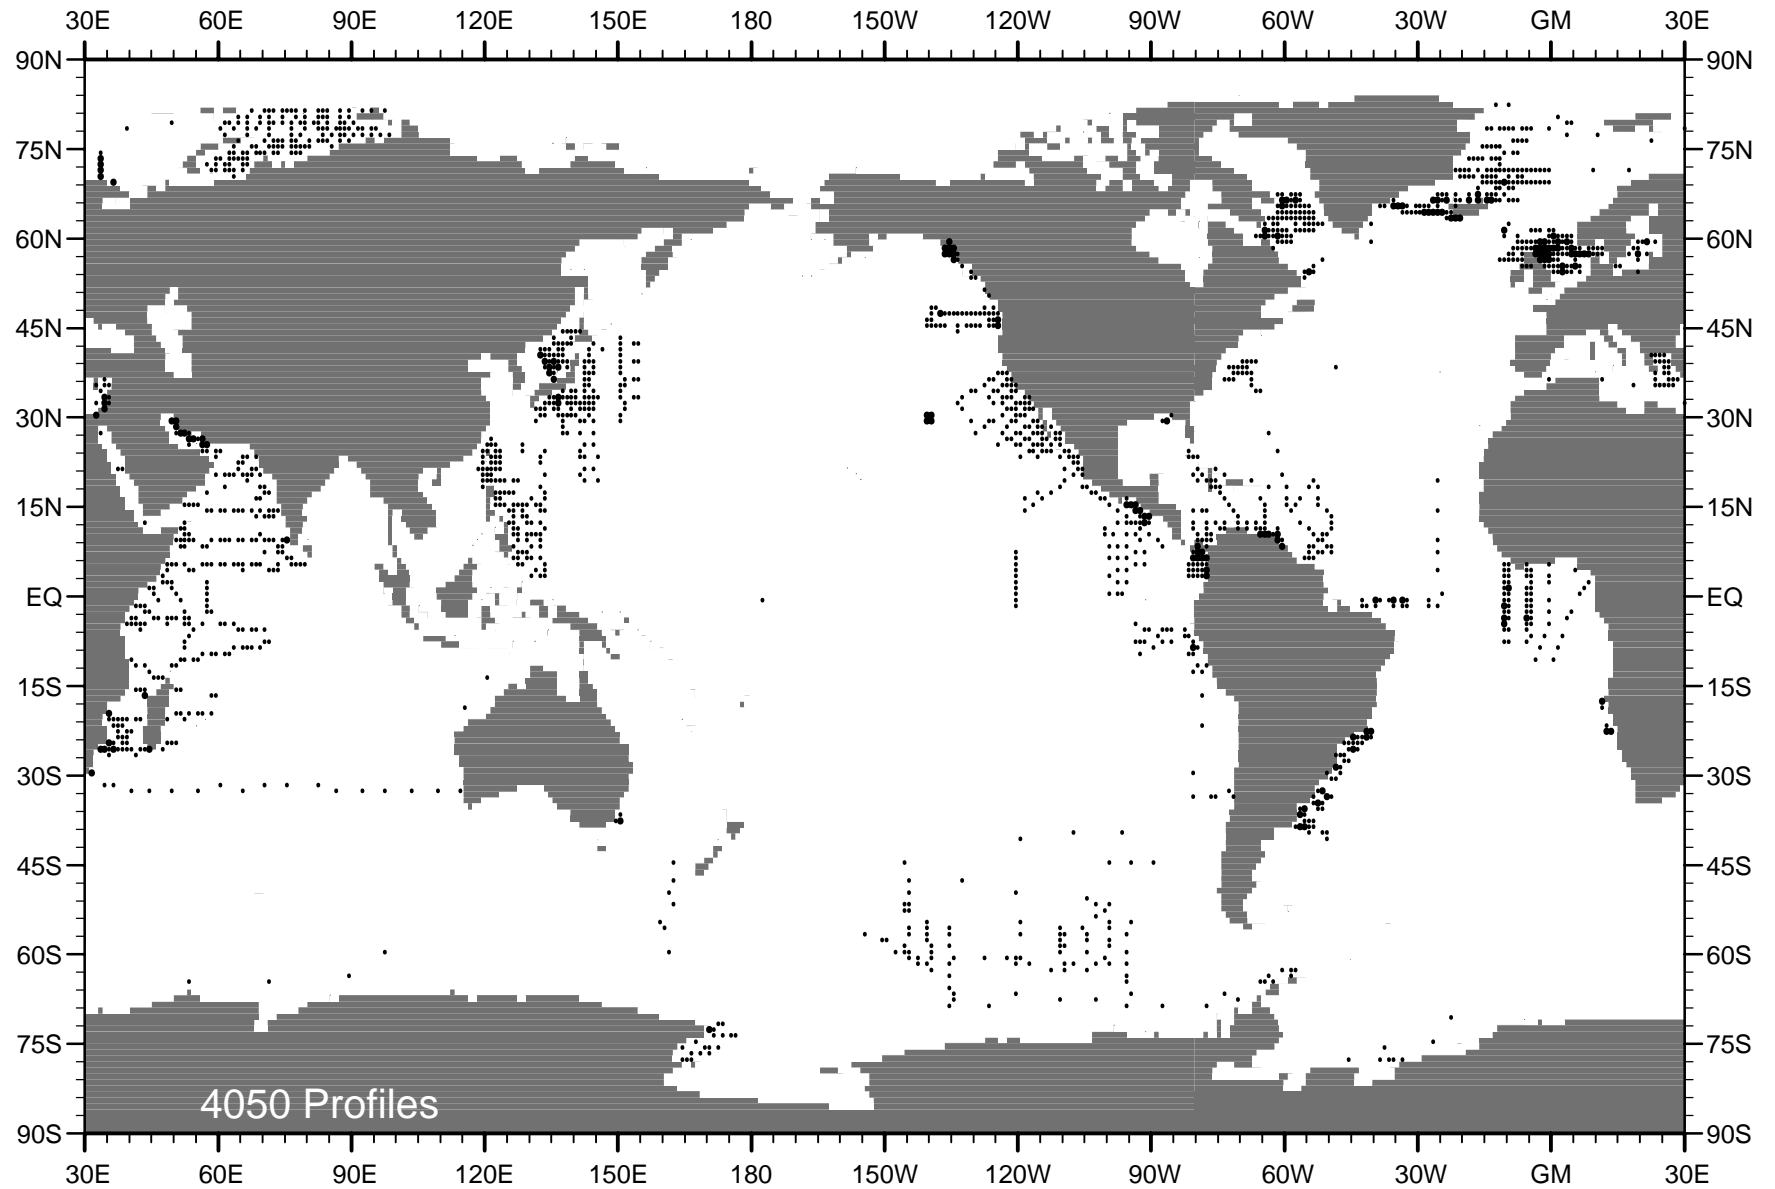 30E 60E 90E 120E 150E 180 150W 120W 90W 60W 30W GM 30E
90N 90N
75N 75N
60N 60N
45N 45N
30N 30N
15N 15N
EQ EQ
15S 15S
30S 30S
45S 45S
60S 60S
75S 75S
4050 Profiles
90S 90S
30E 60E 90E 120E 150E 180 150W 120W 90W 60W 30W GM 30E